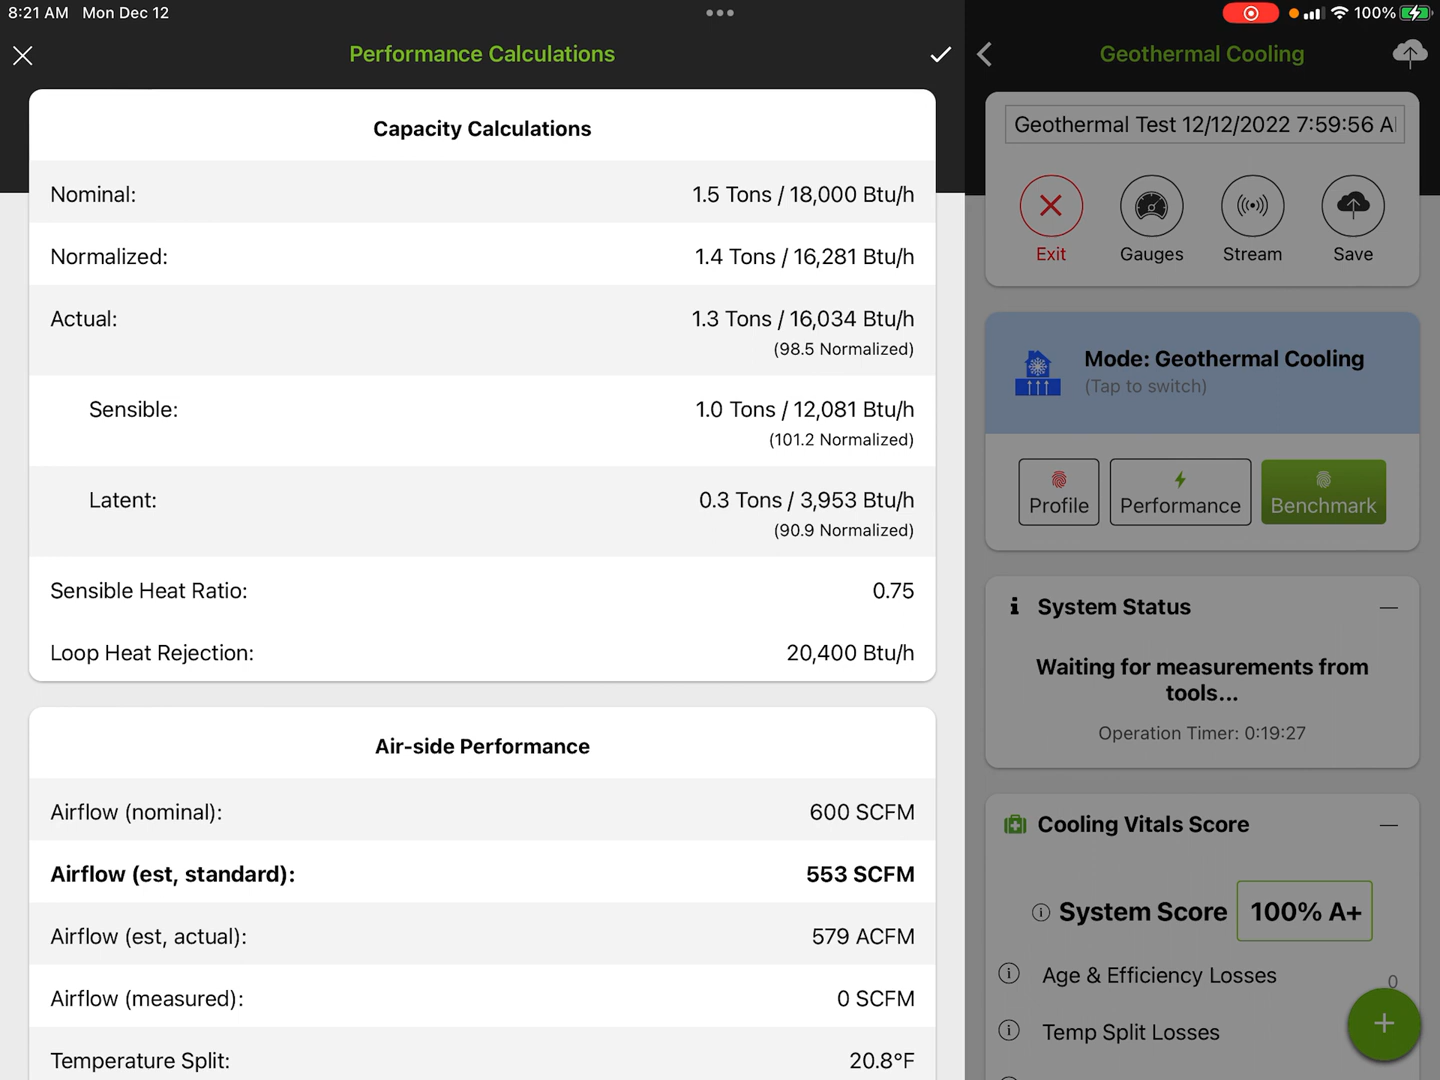 8:21 AM Mon Dec 12
100%
Performance Calculations
Capacity Calculations
Nominal: 1.5 Tons / 18,000 Btu/h
Normalized: 1.4 Tons / 16,281 Btu/h
Actual: 1.3 Tons / 16,034 Btu/h
(98.5 Normalized)
Sensible: 1.0 Tons / 12,081 Btu/h
(101.2 Normalized)
Latent: 0.3 Tons / 3,953 Btu/h
(90.9 Normalized)
Sensible Heat Ratio: 0.75
Loop Heat Rejection: 20,400 Btu/h
Air-side Performance
Airflow (nominal): 600 SCFM
Airflow (est, standard): 553 SCFM
Airflow (est, actual): 579 ACFM
Airflow (measured): 0 SCFM
Temperature Split: 20.8°F
Geothermal Cooling
Geothermal Test 12/12/2022 7:59:56 A
Exit Gauges Stream Save
Mode: Geothermal Cooling
(Tap to switch)
Profile Performance Benchmark
System Status
Waiting for measurements from
tools...
Operation Timer: 0:19:27
Cooling Vitals Score
System Score 100% A+
Age & Efficiency Losses 0
Temp Split Losses